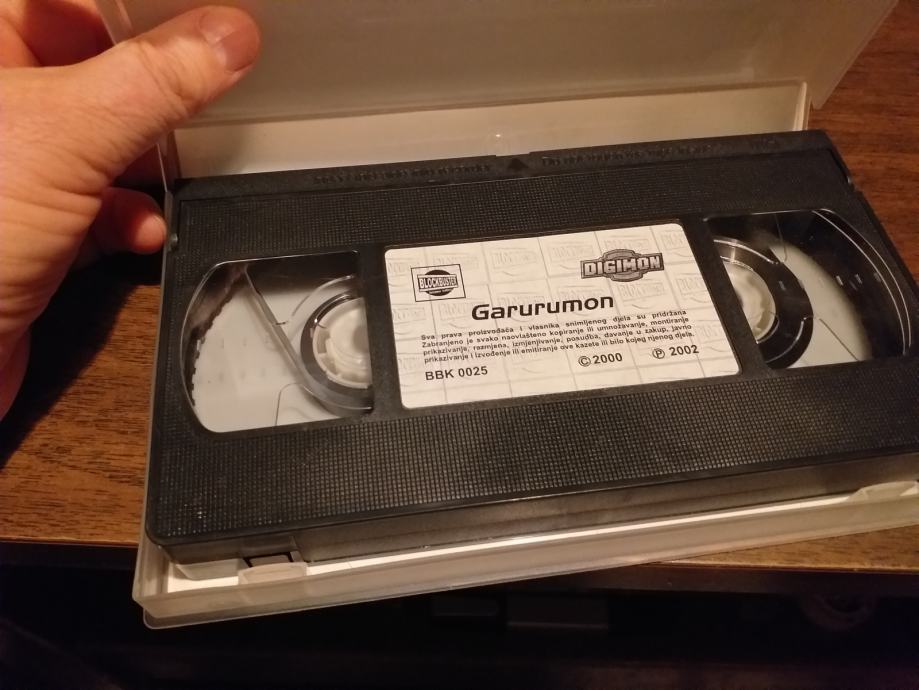 BLOCKBUSTER
DIGIMON
Garurumon
Sva prava proizvođača i vlasnika snimljenog djela su pridržana
Zabranjeno je svako naovlašteno kopiranje ili umnožavanje, montiranje
prikazivanje, razmjena, izmjenjivanje, posudba, davanje u zakup, javno
prikazivanje i izvođenje ili emitiranje ove kazete ili bilo kojeg njenog djela.
BBK 0025
©2000
℗ 2002